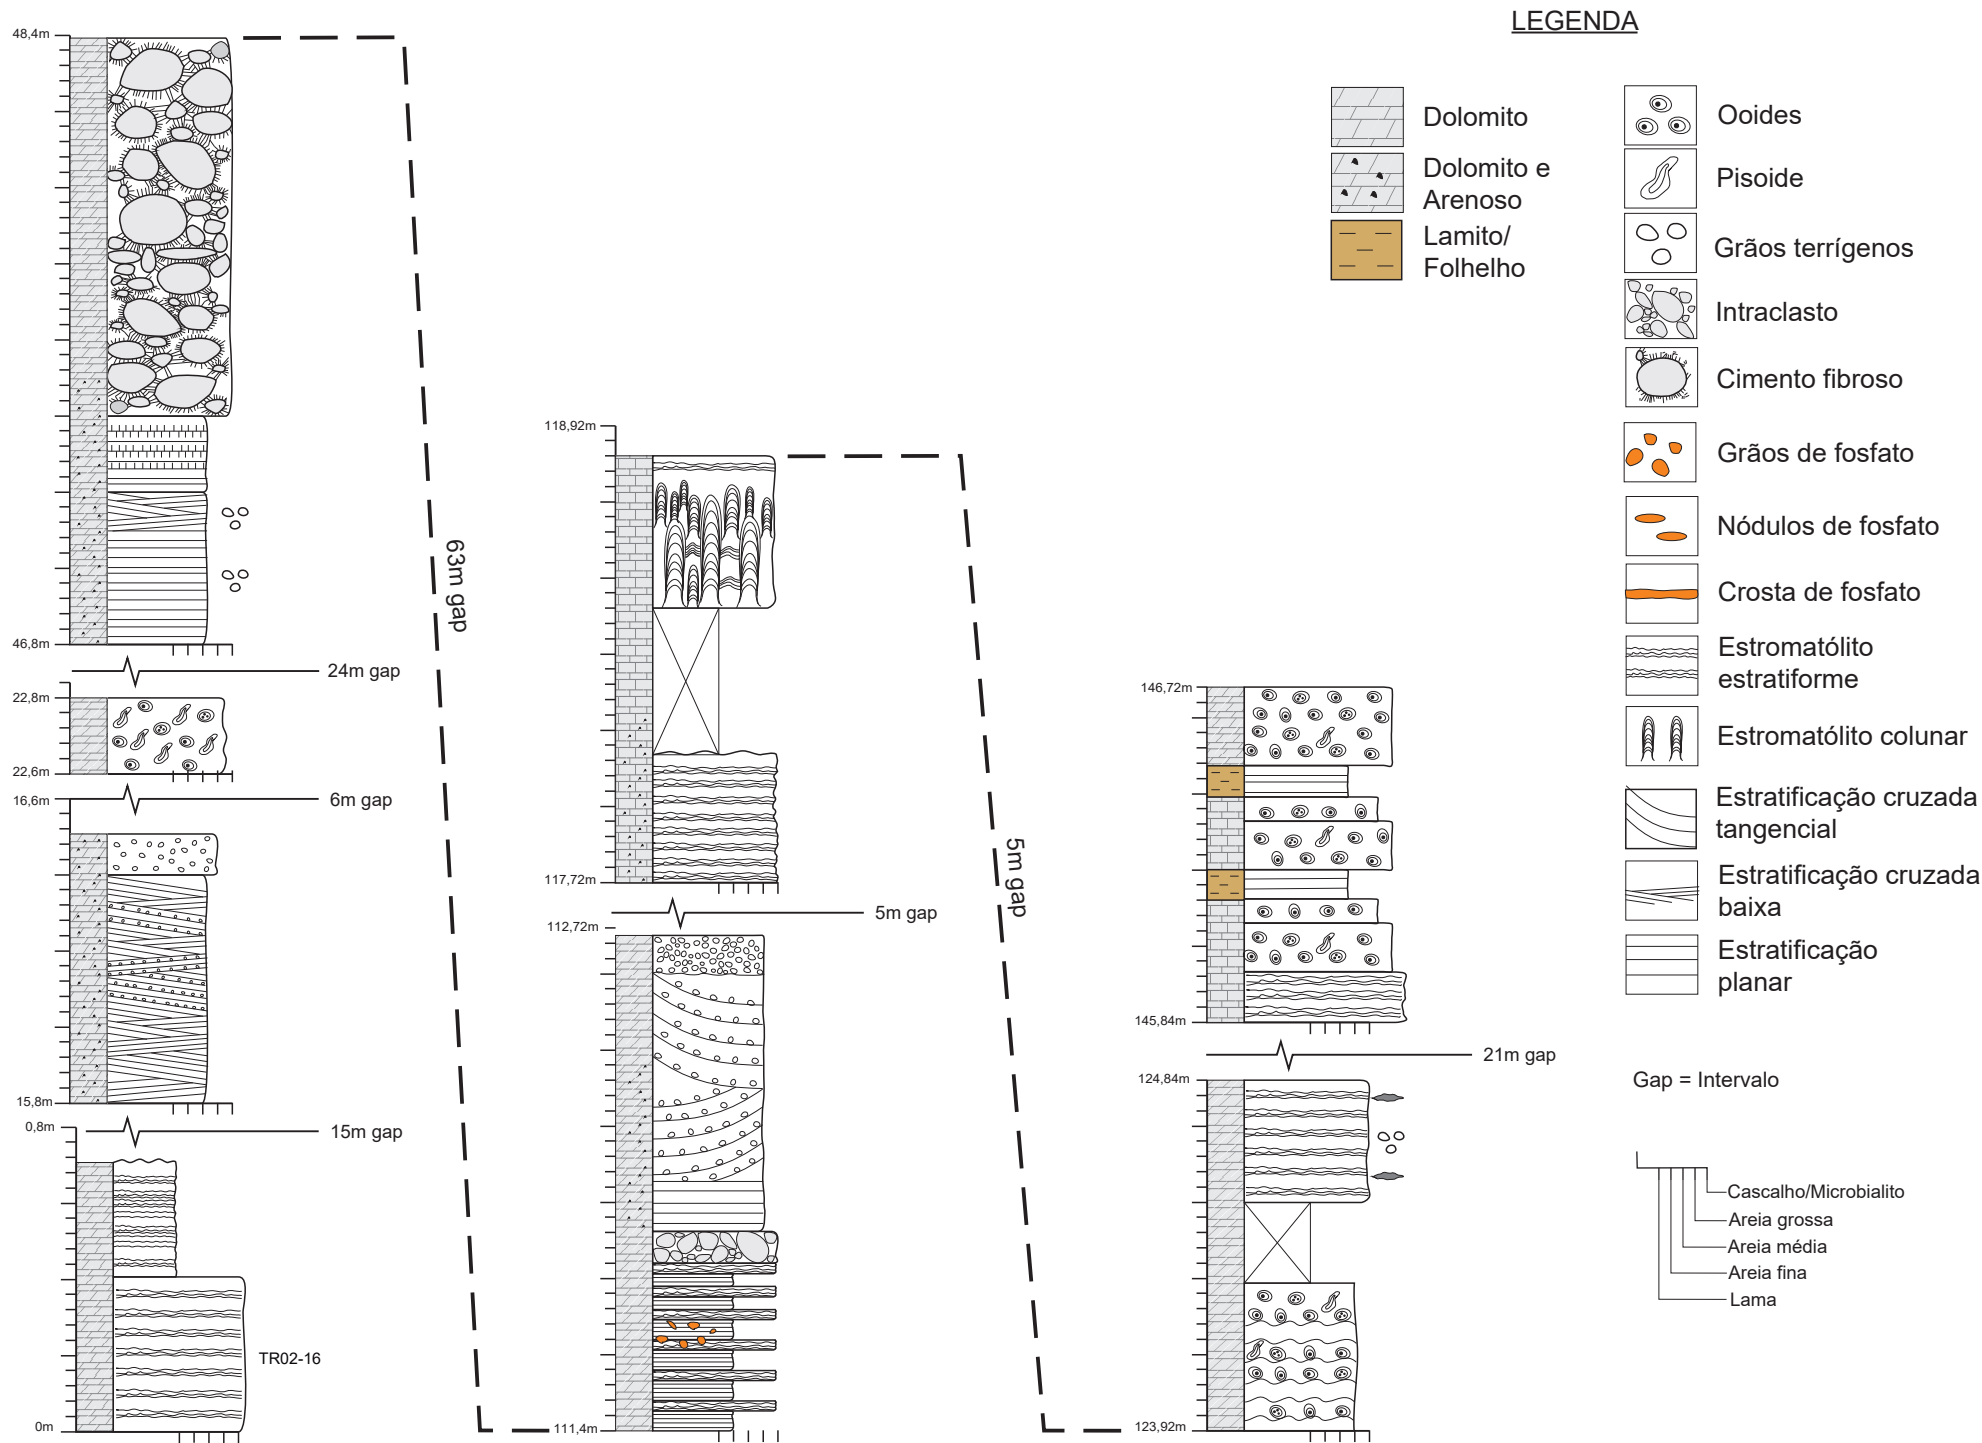 LEGENDA
48,4m
46,8m
24m gap
22,8m
22,6m
16,6m
6m gap
15,8m
0,8m
15m gap
TR02-16
0m
63m gap
118,92m
117,72m
5m gap
112,72m
111,4m
5m gap
146,72m
145,84m
21m gap
124,84m
123,92m
Dolomito
Dolomito e
Arenoso
Lamito/
Folhelho
Ooides
Pisoide
Grãos terrígenos
Intraclasto
Cimento fibroso
Grãos de fosfato
Nódulos de fosfato
Crosta de fosfato
Estromatólito
estratiforme
Estromatólito colunar
Estratificação cruzada
tangencial
Estratificação cruzada
baixa
Estratificação
planar
Gap = Intervalo
Cascalho/Microbialito
Areia grossa
Areia média
Areia fina
Lama